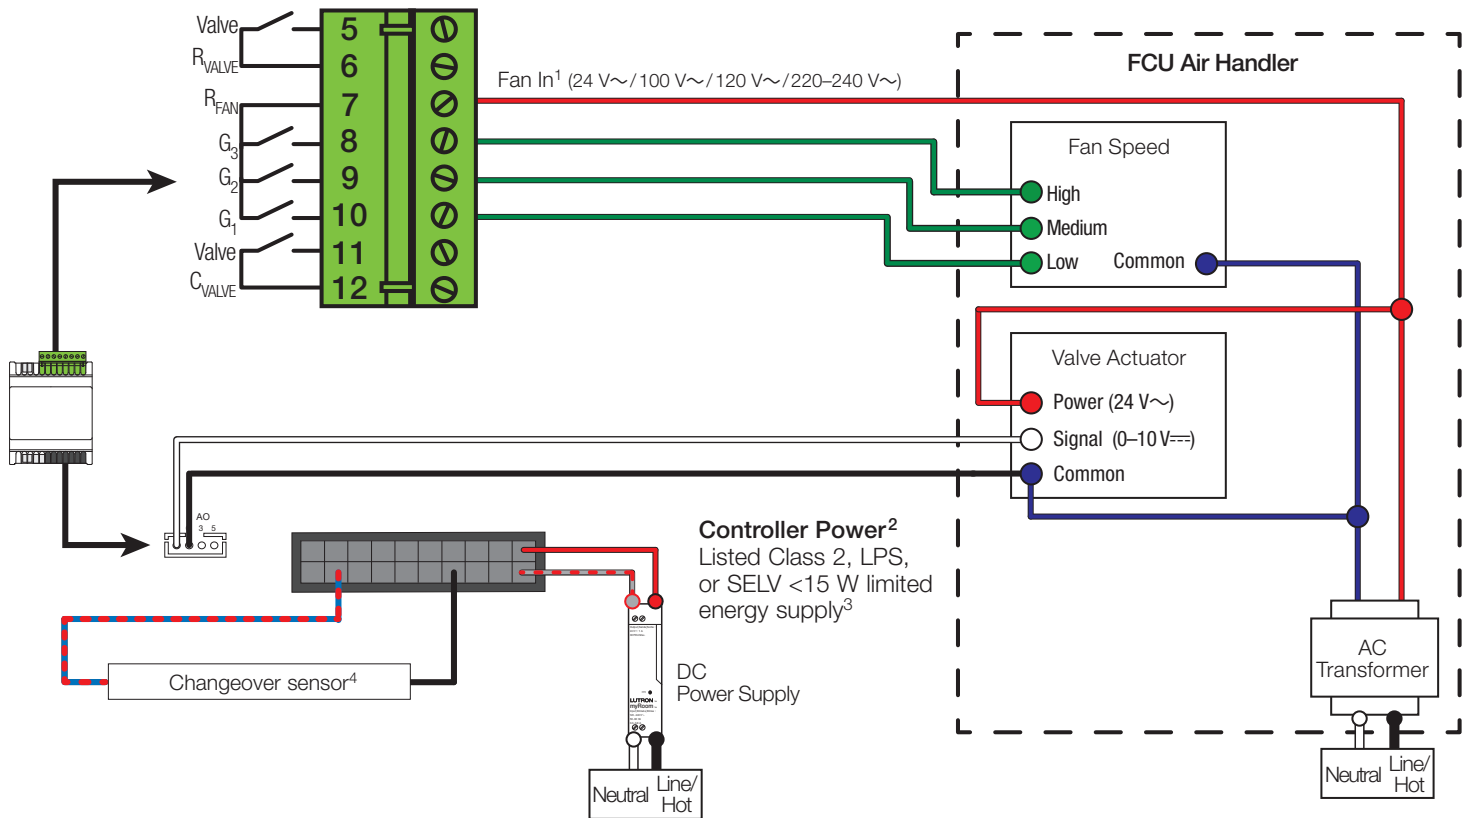 Valve
R VALVE
R FAN
G3
G2
G1
Valve
C VALVE
5
6
7
8
9
10
11
12
Fan In¹ (24 V~/100 V~/120 V~/220–240 V~)
FCU Air Handler
Fan Speed
High
Medium
Low
Common
Valve Actuator
Power (24 V~)
Signal (0–10 V⎓)
Common
AO
3 5
Controller Power²
Listed Class 2, LPS,
or SELV <15 W limited
energy supply³
Changeover sensor⁴
LUTRON
myRoom
DC
Power Supply
Neutral
Line/
Hot
AC
Transformer
Neutral
Line/
Hot